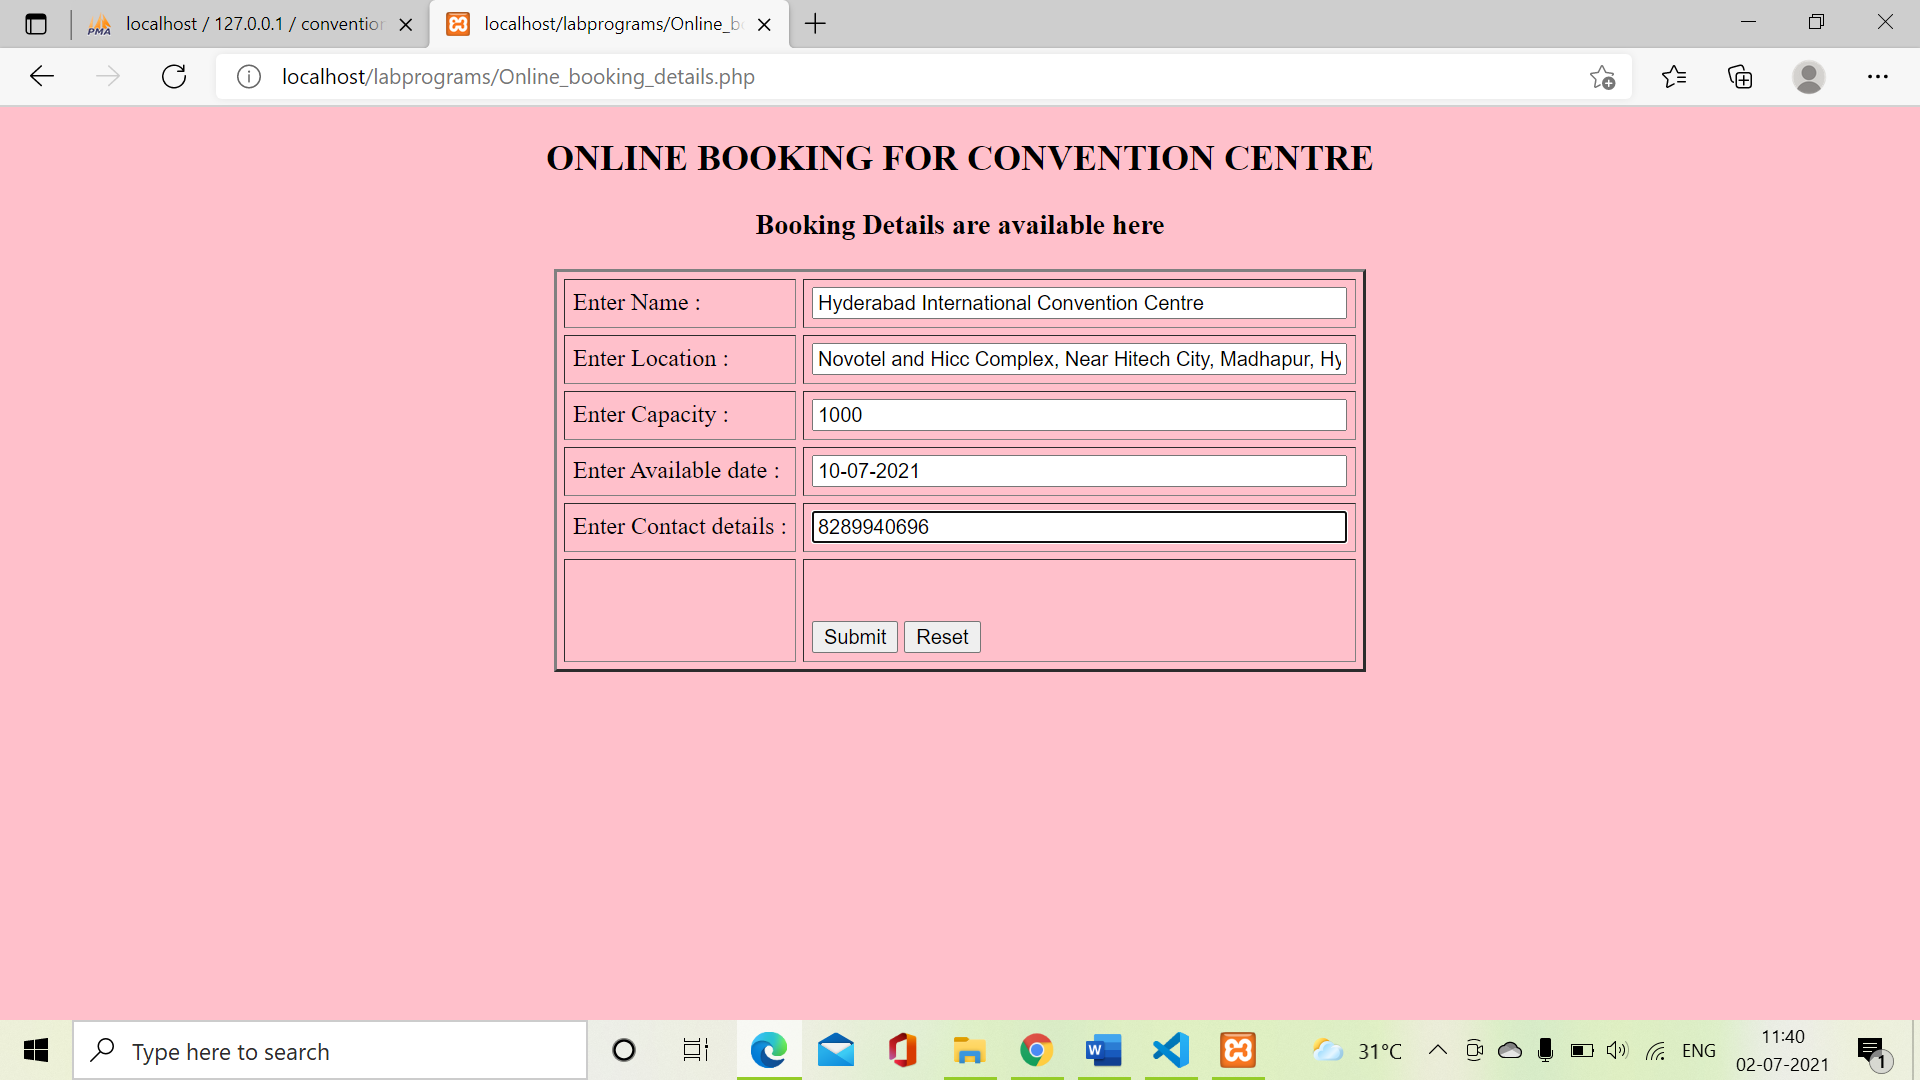 localhost / 127.0.0.1 / convention
localhost/labprograms/Online_b
localhost/labprograms/Online_booking_details.php
ONLINE BOOKING FOR CONVENTION CENTRE
Booking Details are available here
Enter Name : Hyderabad International Convention Centre
Enter Location : Novotel and Hicc Complex, Near Hitech City, Madhapur, Hy
Enter Capacity : 1000
Enter Available date : 10-07-2021
Enter Contact details : 8289940696
Submit Reset
Type here to search
31°C
ENG
11:40
02-07-2021
1